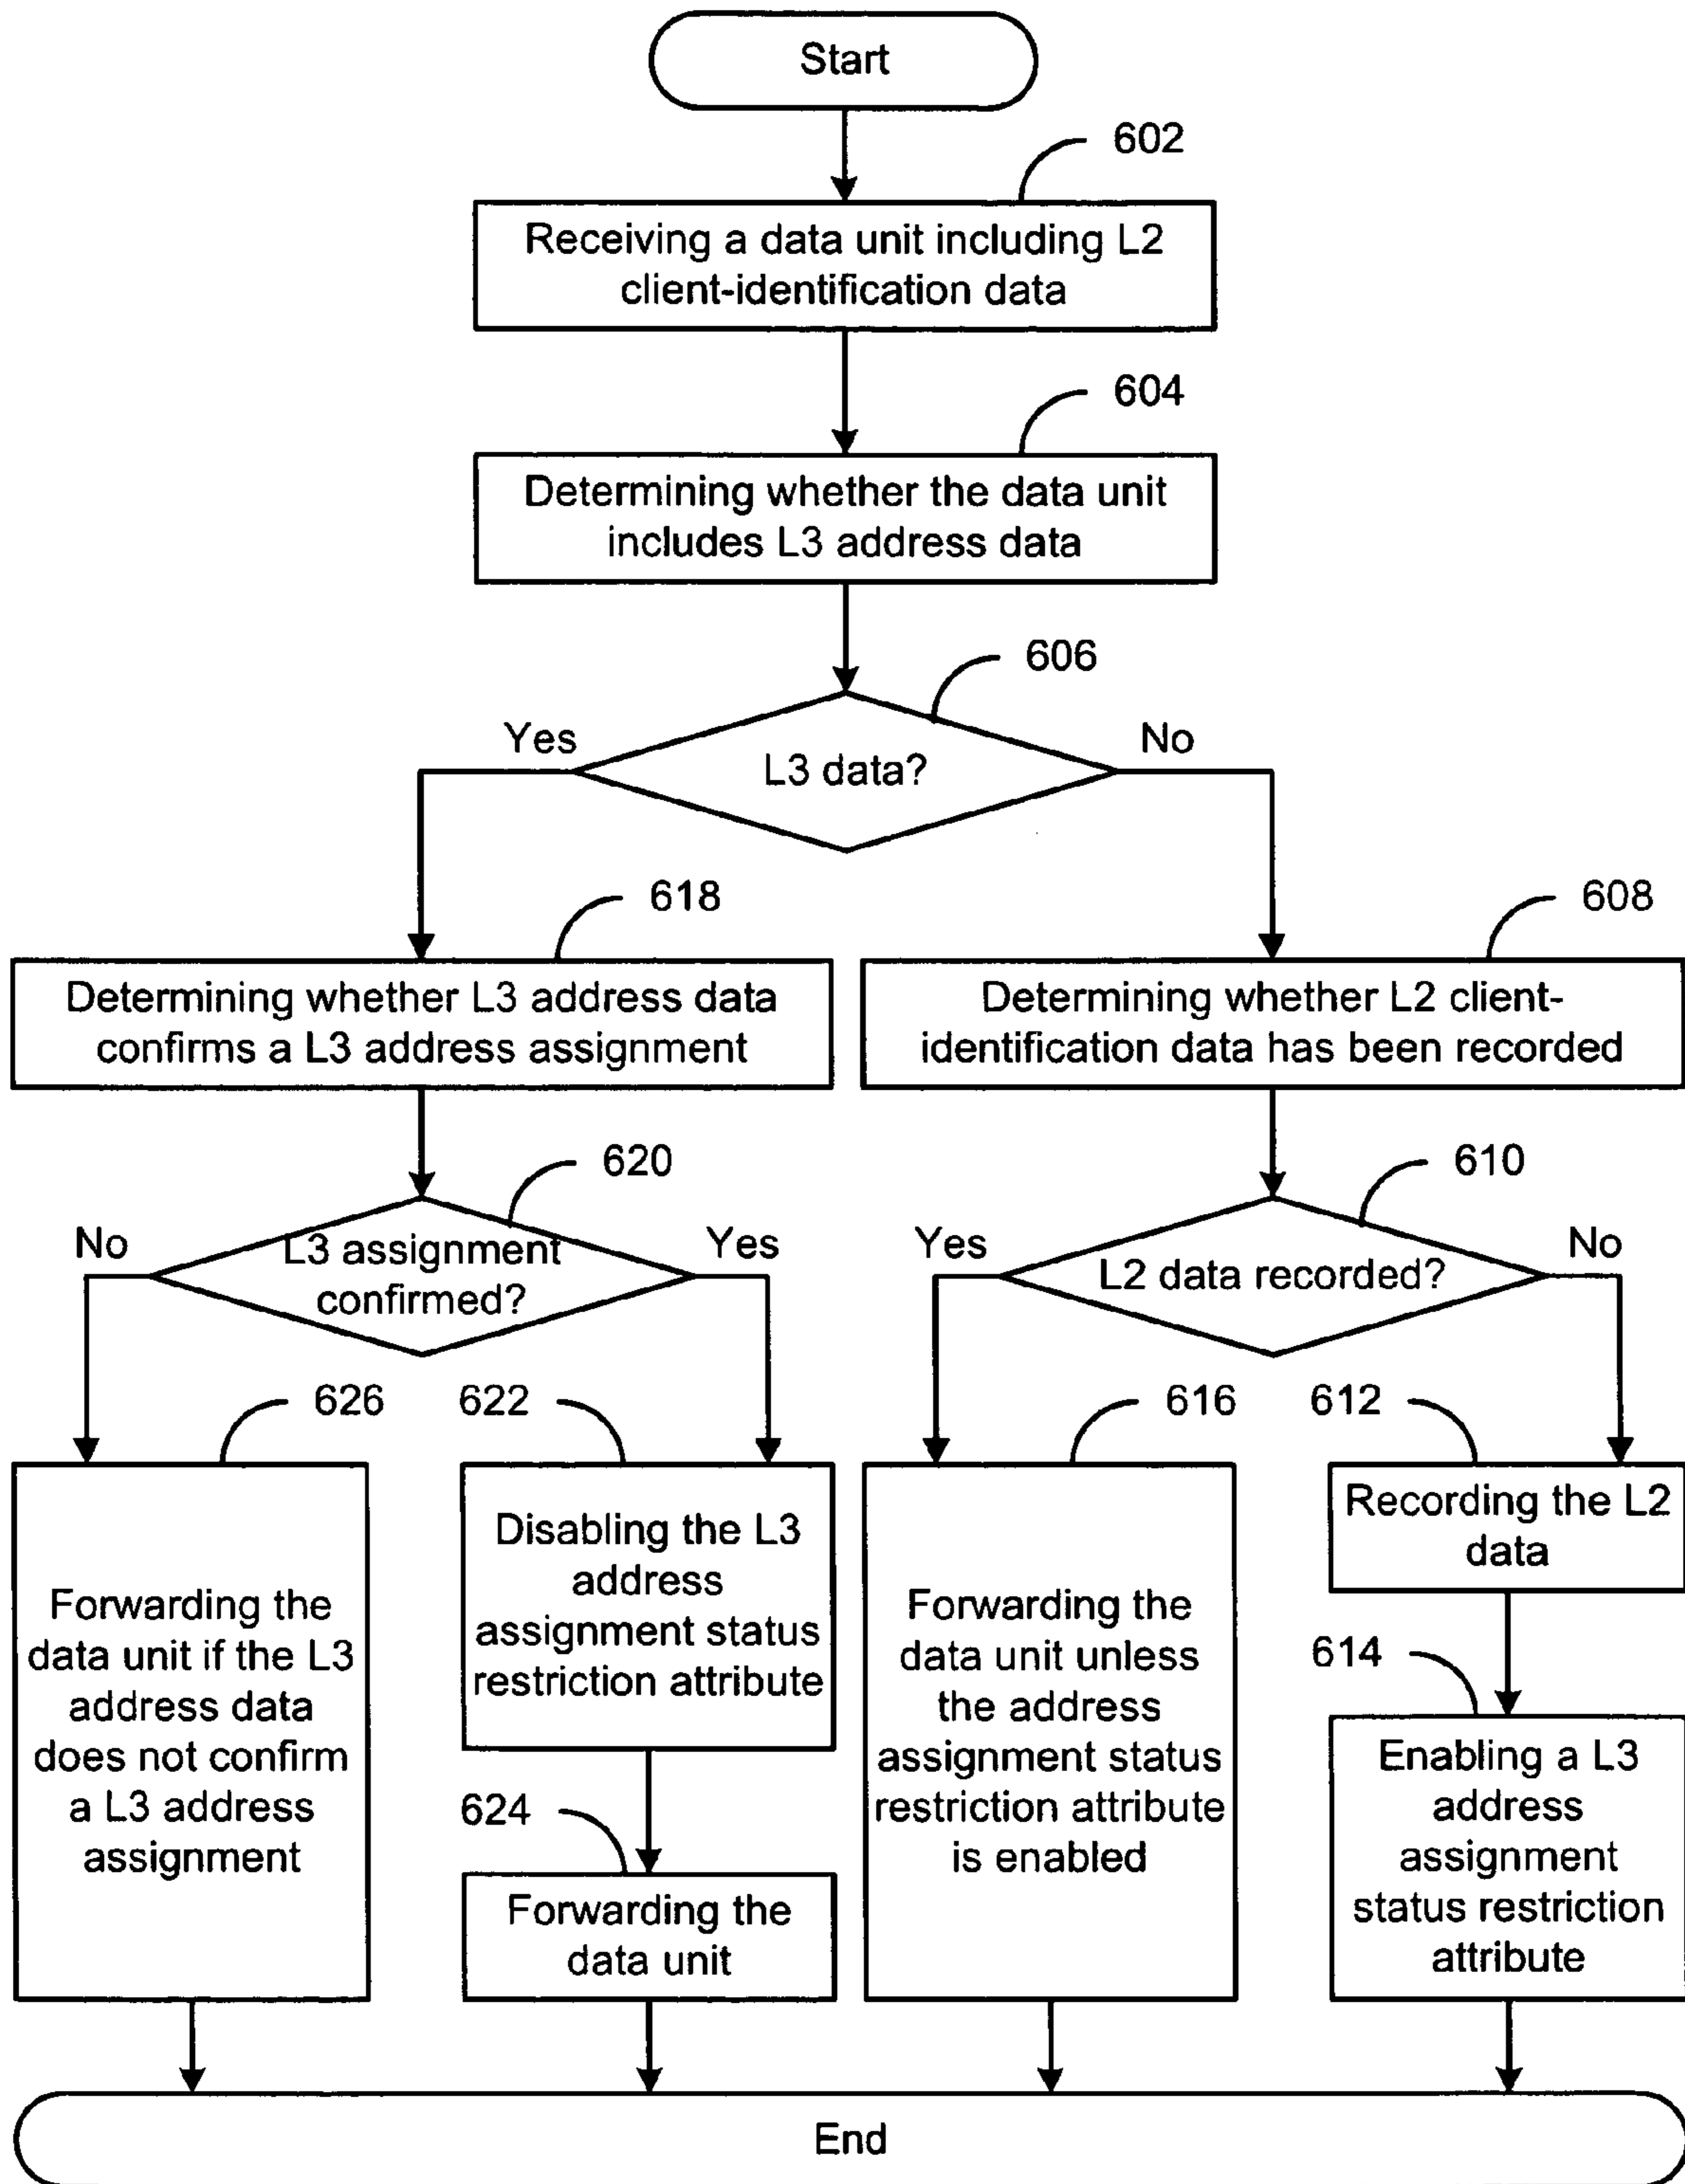 Start
602
Receiving a data unit including L2
client-identification data
604
Determining whether the data unit
includes L3 address data
606
Yes
No
L3 data?
618
608
Determining whether L3 address data
confirms a L3 address assignment
Determining whether L2 client-
identification data has been recorded
620
610
No
L3 assignment
confirmed?
Yes
Yes
L2 data recorded?
No
626
622
616
612
Forwarding the
data unit if the L3
address data
does not confirm
a L3 address
assignment
Disabling the L3
address
assignment status
restriction attribute
624
Forwarding the
data unit
Forwarding the
data unit unless
the address
assignment status
restriction attribute
is enabled
Recording the L2
data
614
Enabling a L3
address
assignment
status restriction
attribute
End